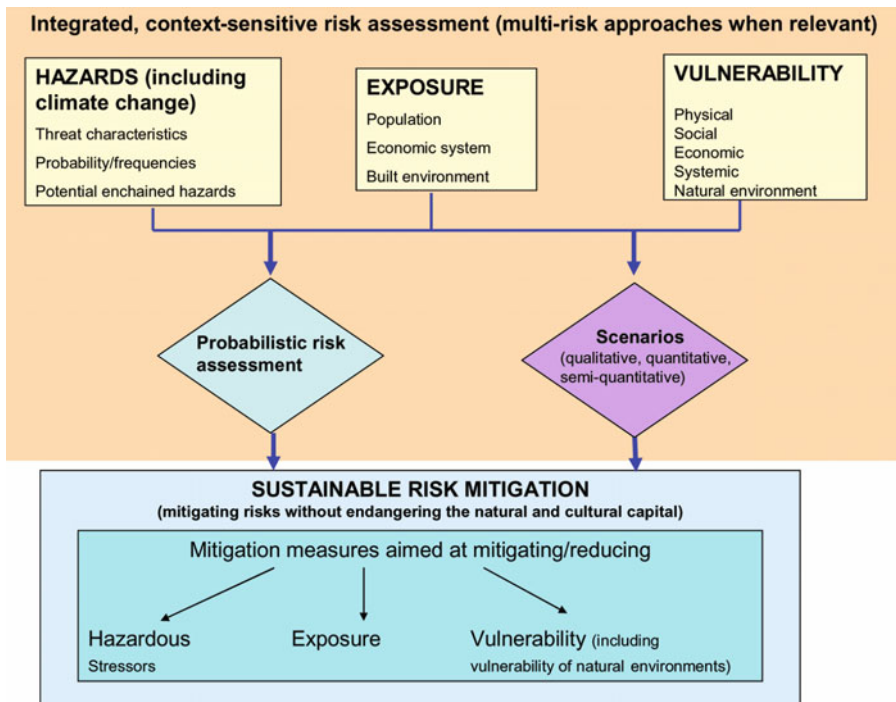 Integrated, context-sensitive risk assessment (multi-risk approaches when relevant)
HAZARDS (including
climate change)
Threat characteristics
Probability/frequencies
Potential enchained hazards
EXPOSURE
Population
Economic system
Built environment
VULNERABILITY
Physical
Social
Economic
Systemic
Natural environment
Probabilistic risk
assessment
Scenarios
(qualitative, quantitative,
semi-quantitative)
SUSTAINABLE RISK MITIGATION
(mitigating risks without endangering the natural and cultural capital)
Mitigation measures aimed at mitigating/reducing
Hazardous
Stressors
Exposure
Vulnerability (including
vulnerability of natural environments)